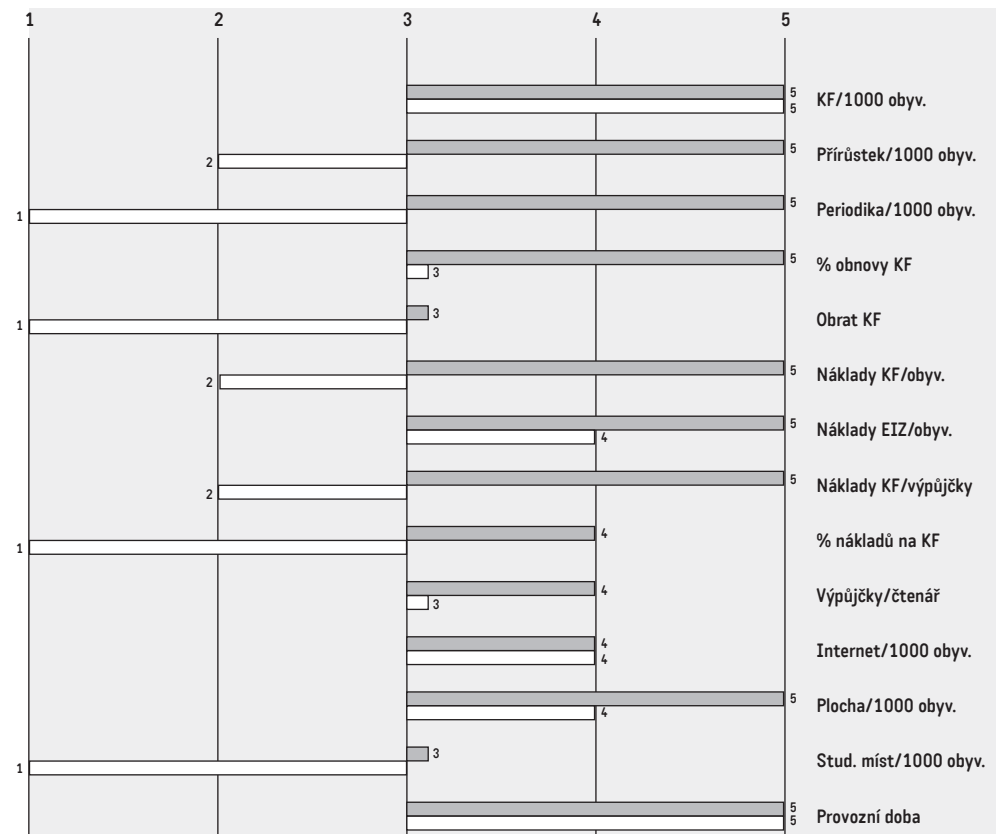 1 2 3 4 5
5
5 KF/1000 obyv.
5
2 Přírůstek/1000 obyv.
5
1 Periodika/1000 obyv.
5
3 % obnovy KF
3
1 Obrat KF
5
2 Náklady KF/obyv.
5
4 Náklady EIZ/obyv.
5
2 Náklady KF/výpůjčky
4
1 % nákladů na KF
4
3 Výpůjčky/čtenář
4
4 Internet/1000 obyv.
5
4 Plocha/1000 obyv.
3
1 Stud. míst/1000 obyv.
5
5 Provozní doba